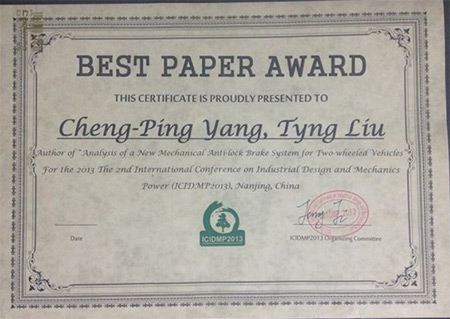 BEST PAPER AWARD
THIS CERTIFICATE IS PROUDLY PRESENTED TO
Cheng-Ping Yang, Tyng Liu
Author of "Analysis of a New Mechanical Anti-lock Brake System for Two-wheeled Vehicles"
For the 2013 The 2nd International Conference on Industrial Design and Mechanics
Power (ICIDMP2013), Nanjing, China
ICIDMP2013
Date
ICIDMP2013 Organizing Committee